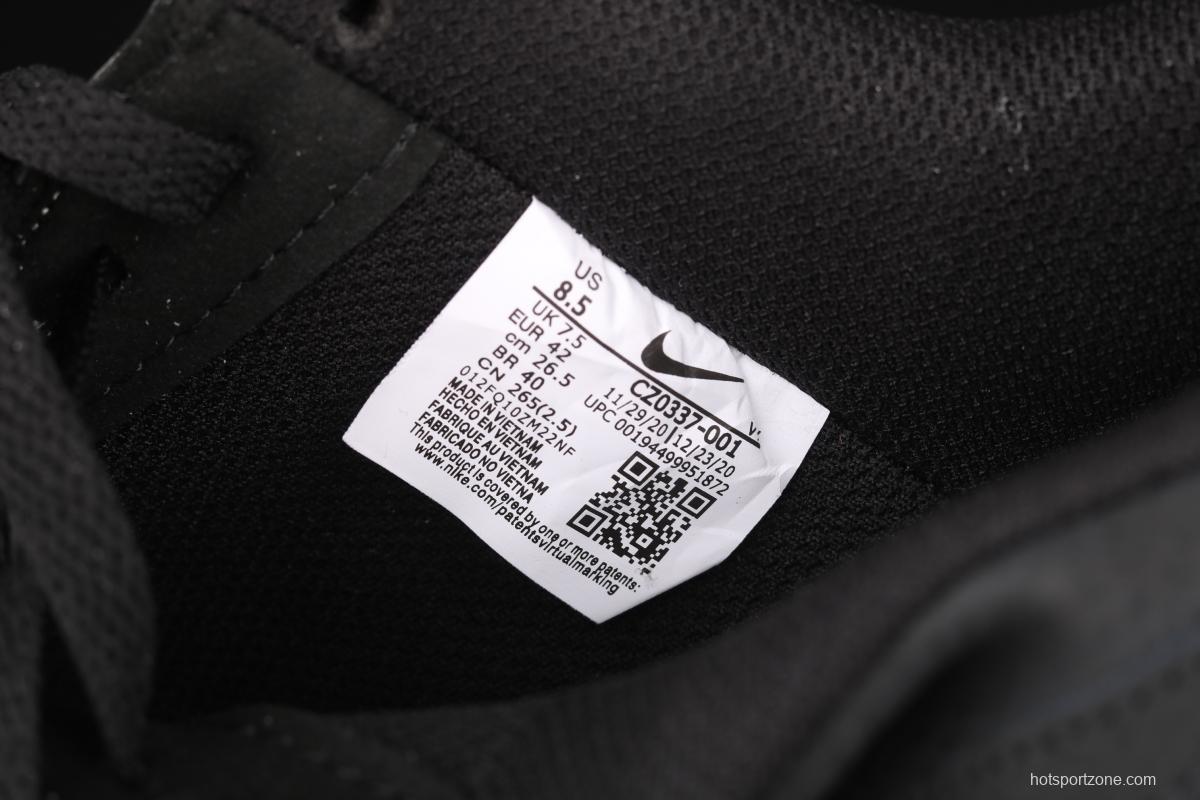 US
8.5
UK 7.5
EUR 42
cm 26.5
BR 40
CN 265(2.5)
012FQ10ZM22NF
MADE IN VIETNAM
HECHO EN VIETNAM
FABRIQUE AU VIETNAM
FABRICADO NO VIETNA
This product is covered by one or more patents:
www.nike.com/patentsvirtualmarking
CZ0337-001
11/29/20|12/23/20
UPC 00194499951872
hotsportzone.com